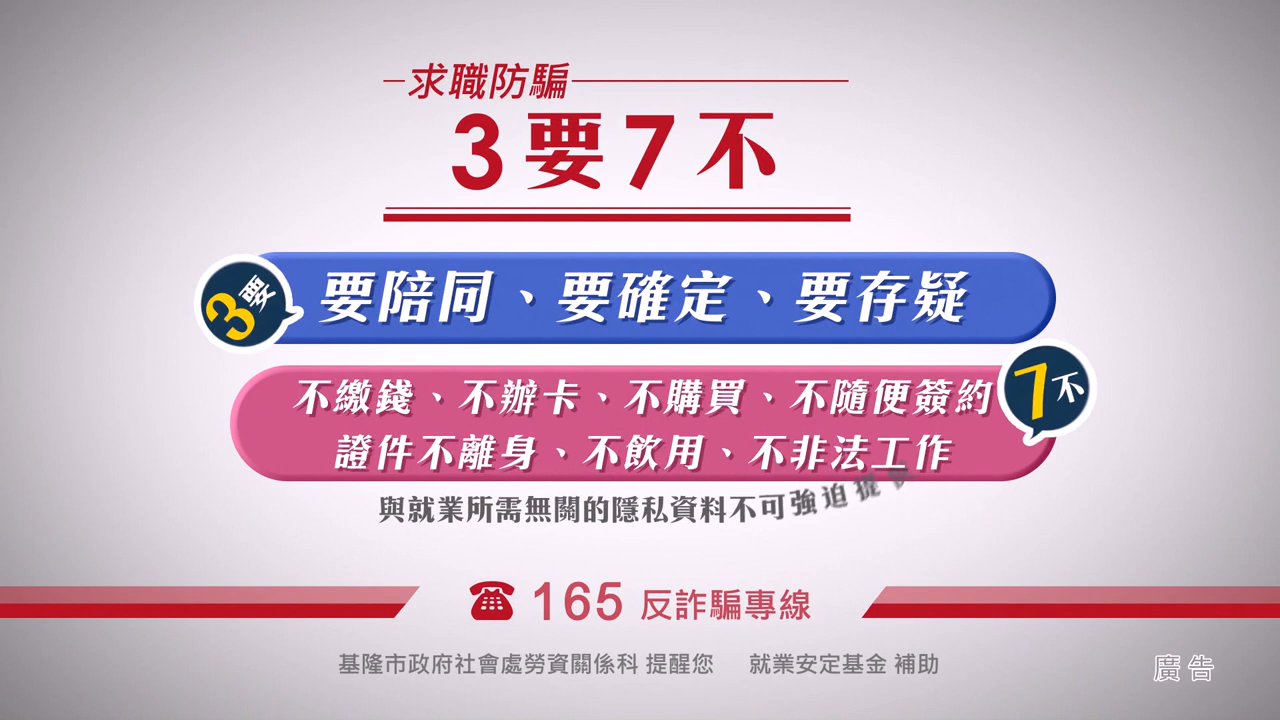 求職防騙
3要7不
3要
要陪同、要確定、要存疑
7不
不繳錢、不辦卡、不購買、不隨便簽約
證件不離身、不飲用、不非法工作
與就業所需無關的隱私資料不可強迫提
165 反詐騙專線
基隆市政府社會處勞資關係科 提醒您 就業安定基金 補助
廣告